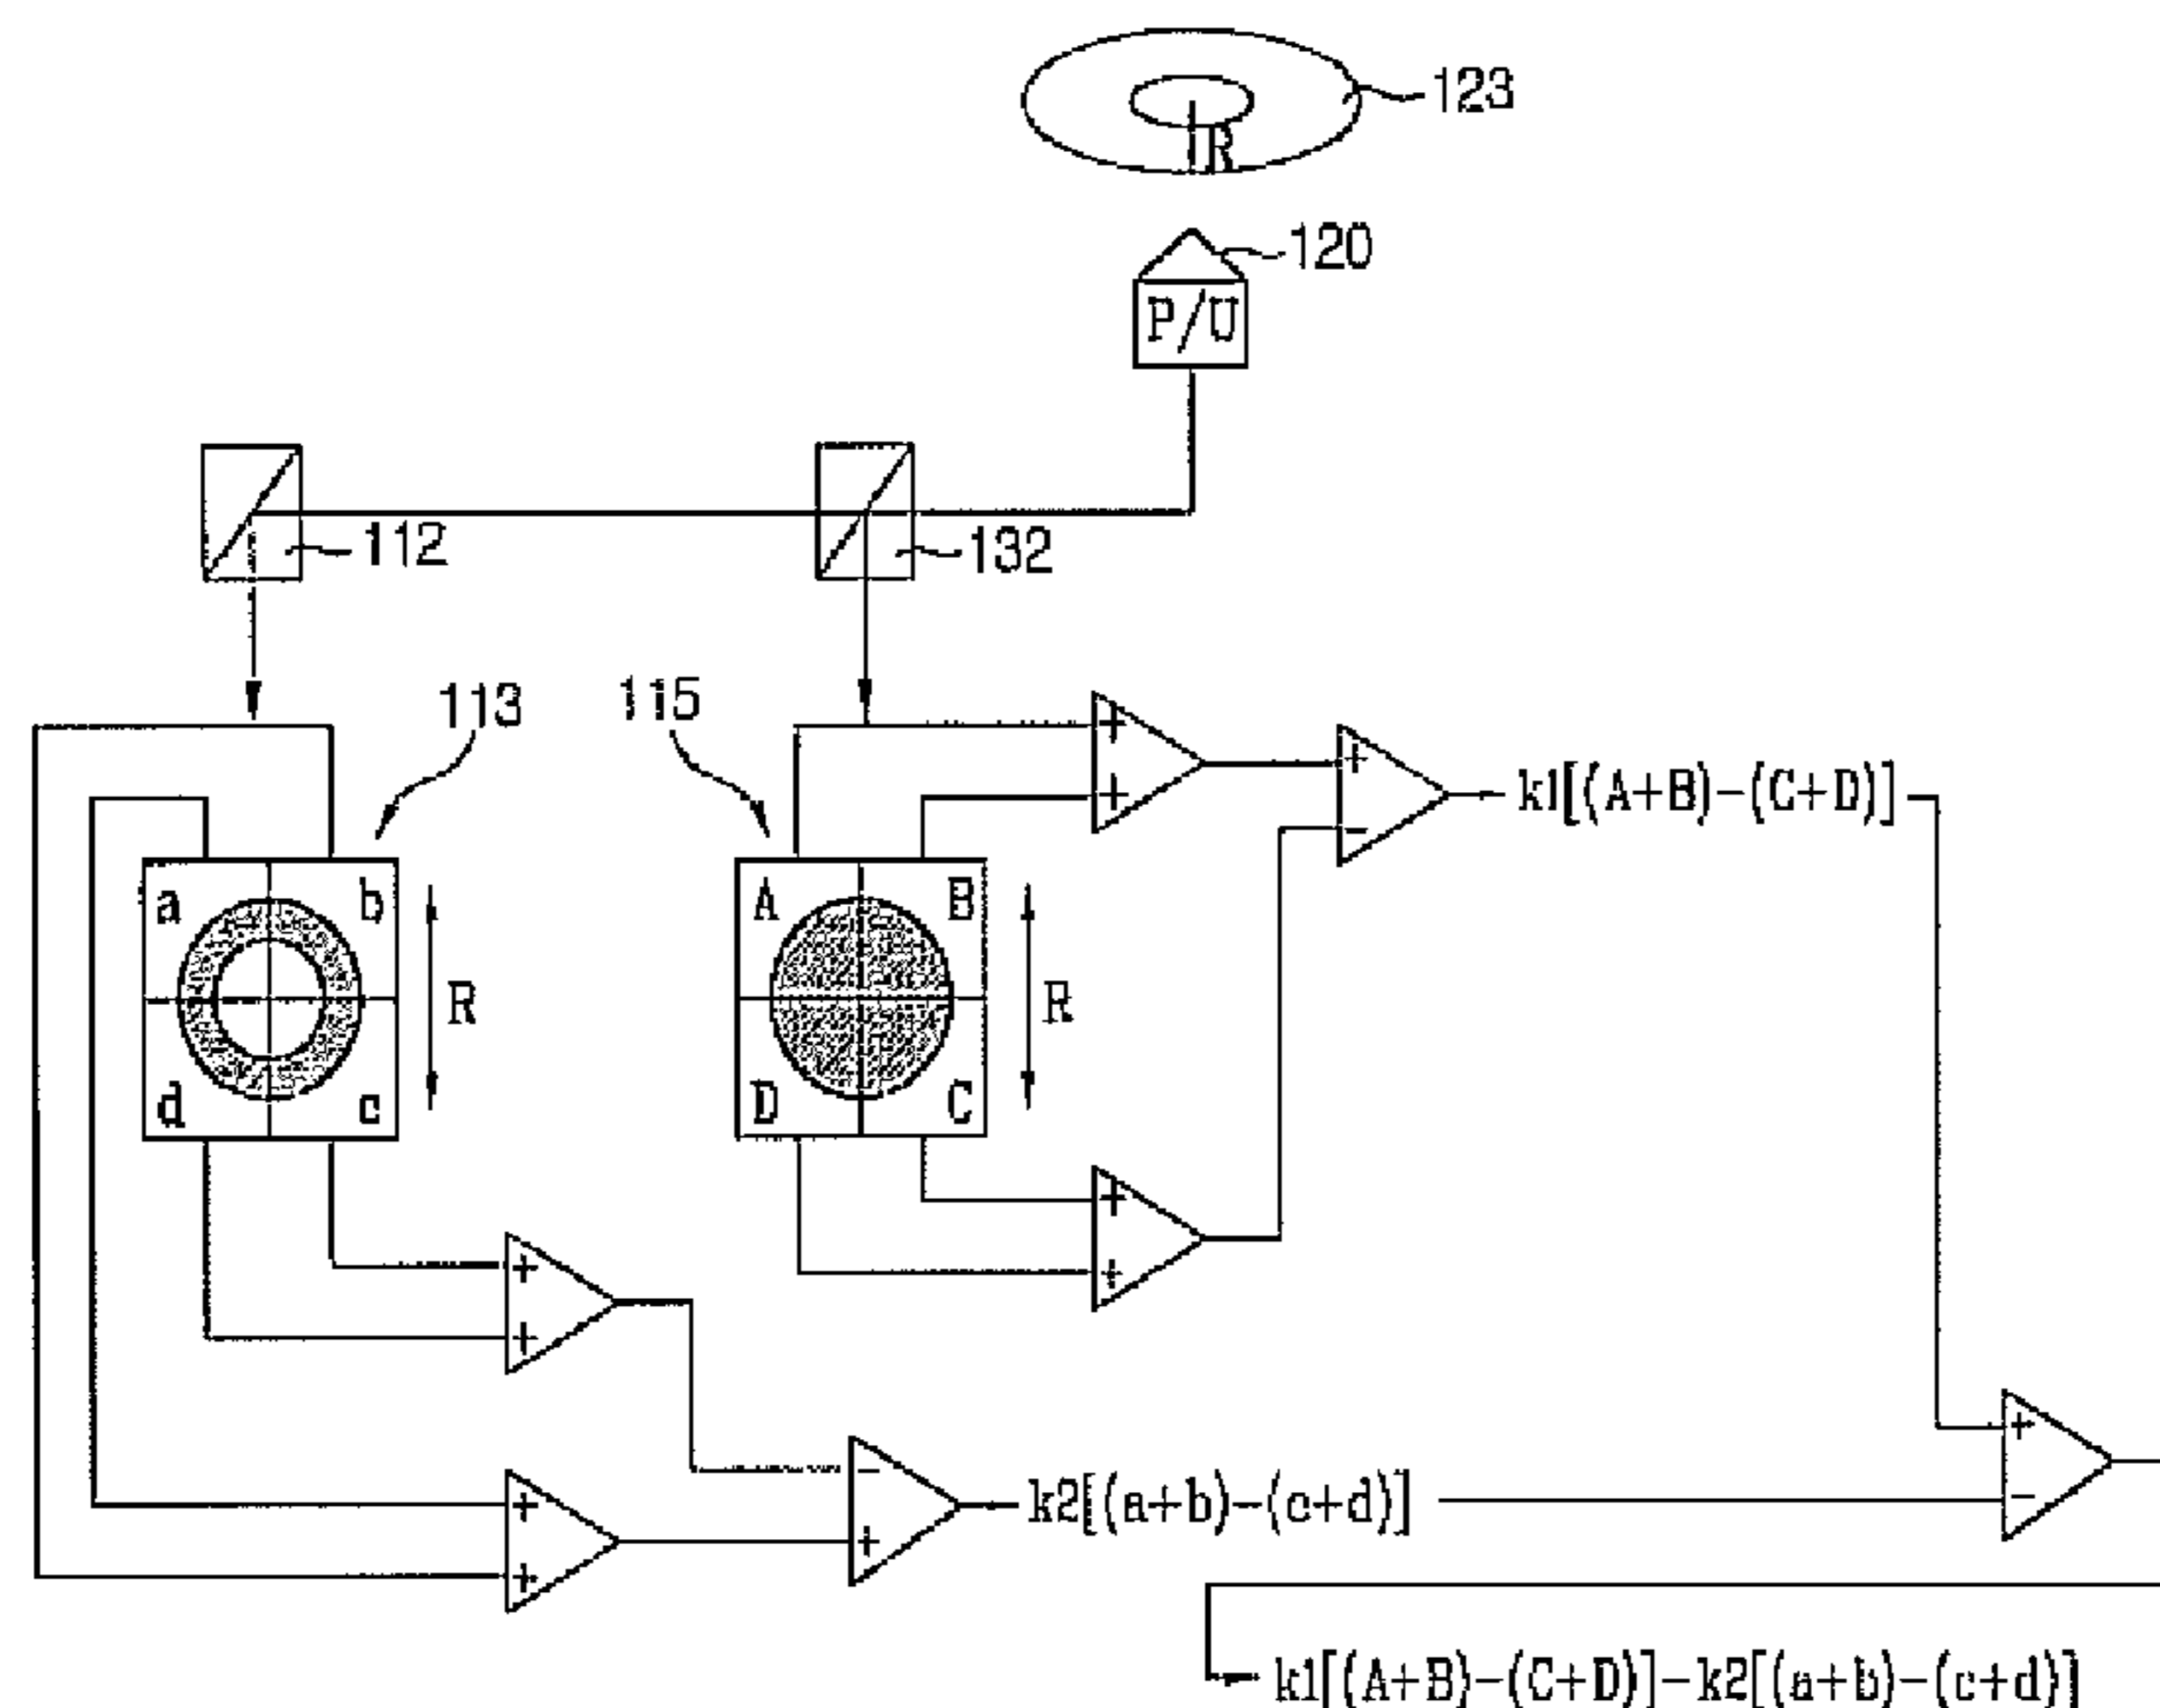 123
R
120
P/U
112
132
113
115
+
+
+
-
k1[(A+B)-(C+D)]
a
b
d
c
R
A
B
D
C
R
+
+
+
+
+
-
-
+
k2[(a+b)-(c+d)]
+
+
k1[(A+B)-(C+D)]-k2[(a+b)-(c+d)]